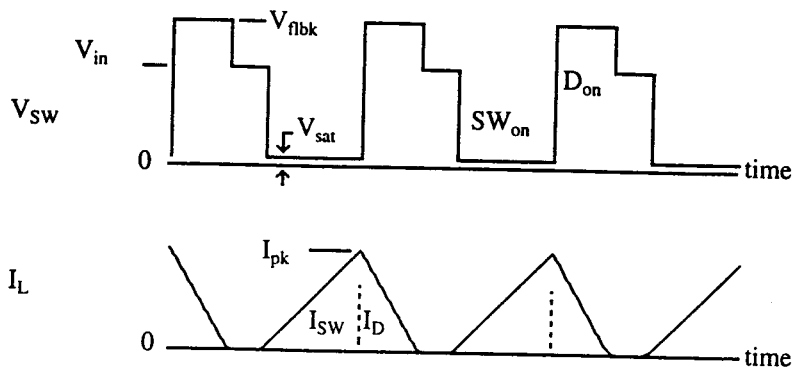 V_flbk
V_in
V_SW
D_on
SW_on
V_sat
0
time
I_pk
I_L
I_SW
I_D
0
time